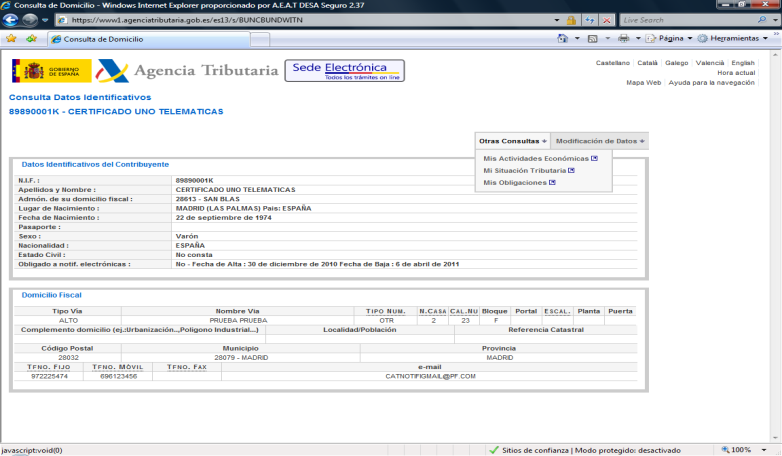 Consulta de Domicilio - Windows Internet Explorer proporcionado por A.E.A.T DESA Seguro 2.37
https://www1.agenciatributaria.gob.es/es13/s/BUNCBUNDWITN
Live Search
Consulta de Domicilio
Página
Herramientas
GOBIERNO DE ESPAÑA
Agencia Tributaria
Sede Electrónica
Todos los trámites on line
Castellano Català Galego Valencià English
Hora actual
Mapa Web Ayuda para la navegación
Consulta Datos Identificativos
89890001K - CERTIFICADO UNO TELEMATICAS
Otras Consultas Modificación de Datos
Mis Actividades Económicas
Mi Situación Tributaria
Mis Obligaciones
Datos Identificativos del Contribuyente
N.I.F. : 89890001K
Apellidos y Nombre : CERTIFICADO UNO TELEMATICAS
Admón. de su domicilio fiscal : 28613 - SAN BLAS
Lugar de Nacimiento : MADRID (LAS PALMAS) Pais: ESPAÑA
Fecha de Nacimiento : 22 de septiembre de 1974
Pasaporte :
Sexo : Varón
Nacionalidad : ESPAÑA
Estado Civil : No consta
Obligado a notif. electrónicas : No - Fecha de Alta : 30 de diciembre de 2010 Fecha de Baja : 6 de abril de 2011
Domicilio Fiscal
Tipo Vía Nombre Vía TIPO NUM. N.CASA CAL.NU Bloque Portal ESCAL. Planta Puerta
ALTO PRUEBA PRUEBA OTR 2 23 F
Complemento domicilio (ej.:Urbanización..,Polígono Industrial...) Localidad/Población Referencia Catastral
Código Postal Municipio Provincia
28032 28079 - MADRID MADRID
TFNO. FIJO TFNO. MÓVIL TFNO. FAX e-mail
972225474 696123456 CATNOTIFIGMAIL@PF.COM
javascript:void(0)
Sitios de confianza | Modo protegido: desactivado
100%